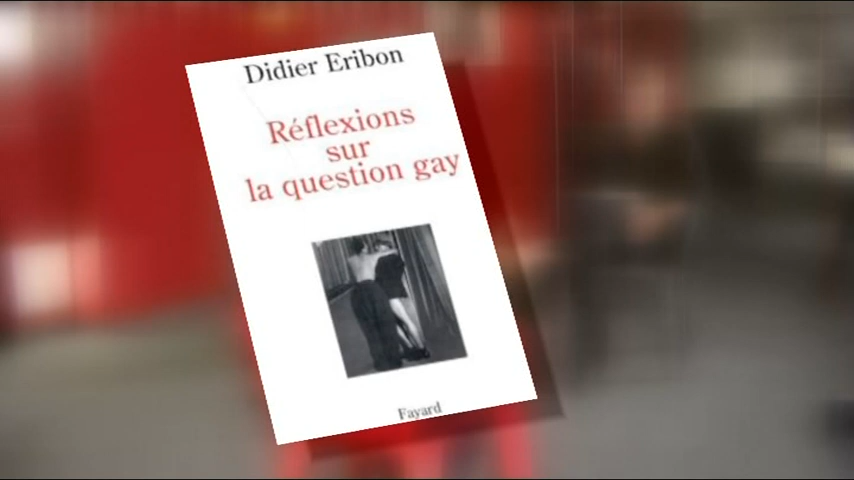 Didier Eribon
Réflexions
sur
la question gay
Fayard